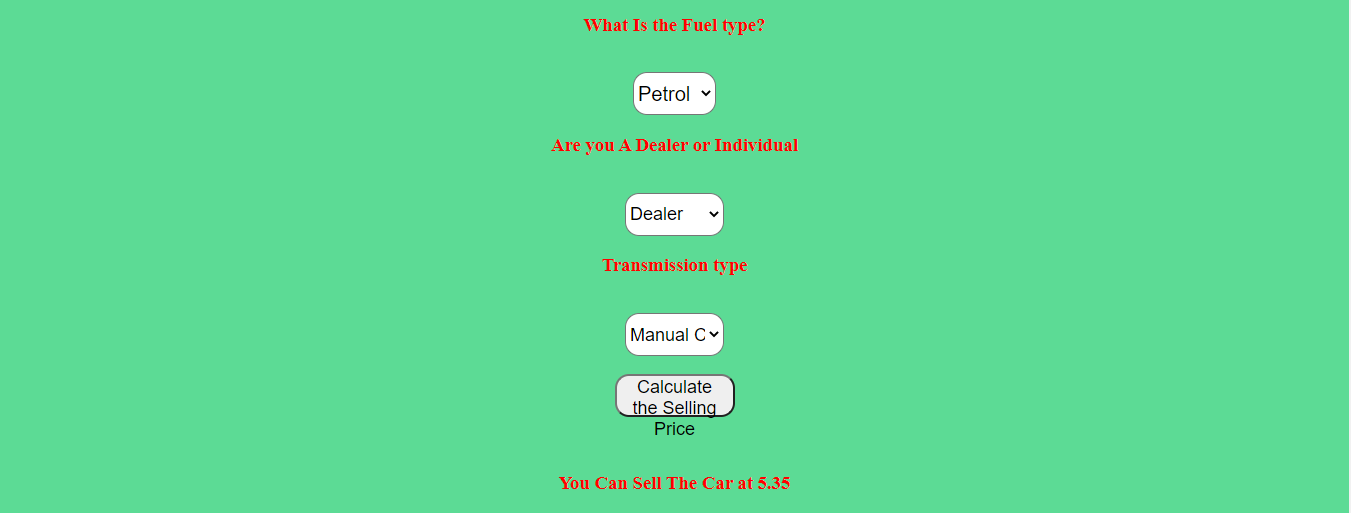 What Is the Fuel type?
Petrol
Are you A Dealer or Individual
Dealer
Transmission type
Manual C
Calculate
the Selling
Price
You Can Sell The Car at 5.35